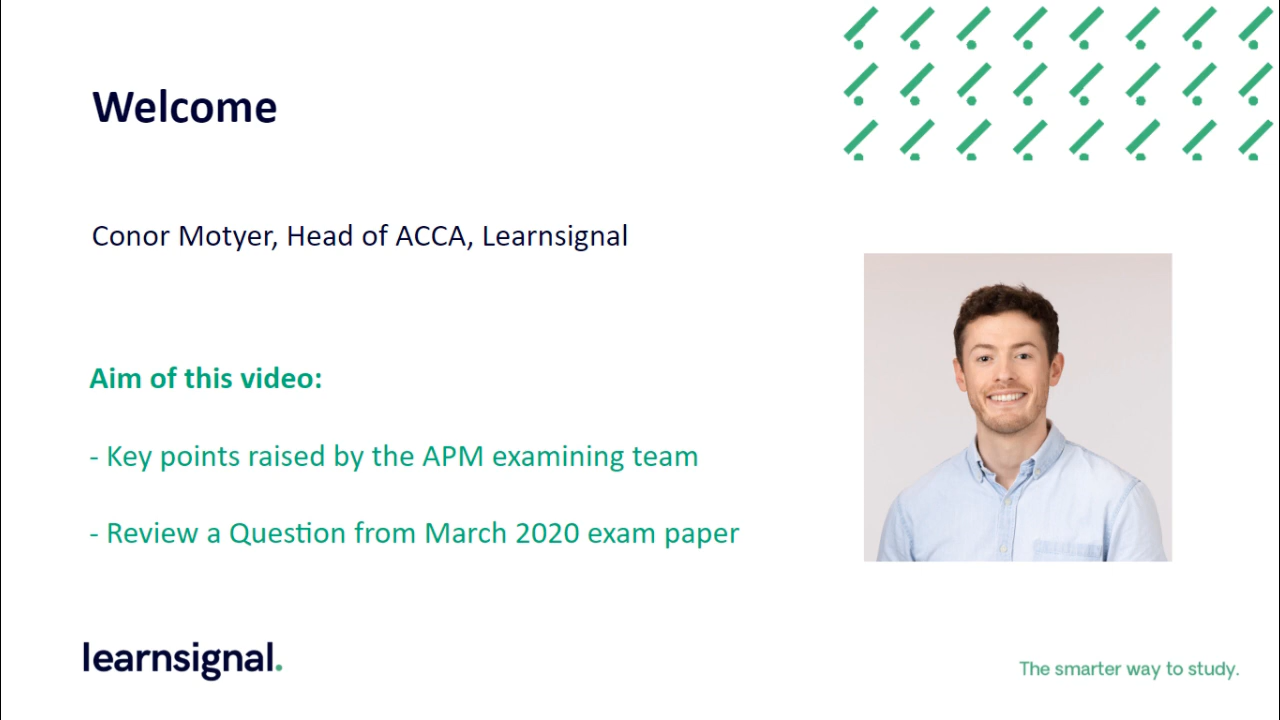 Welcome
Conor Motyer, Head of ACCA, Learnsignal
Aim of this video:
- Key points raised by the APM examining team
- Review a Question from March 2020 exam paper
learnsignal.
The smarter way to study.